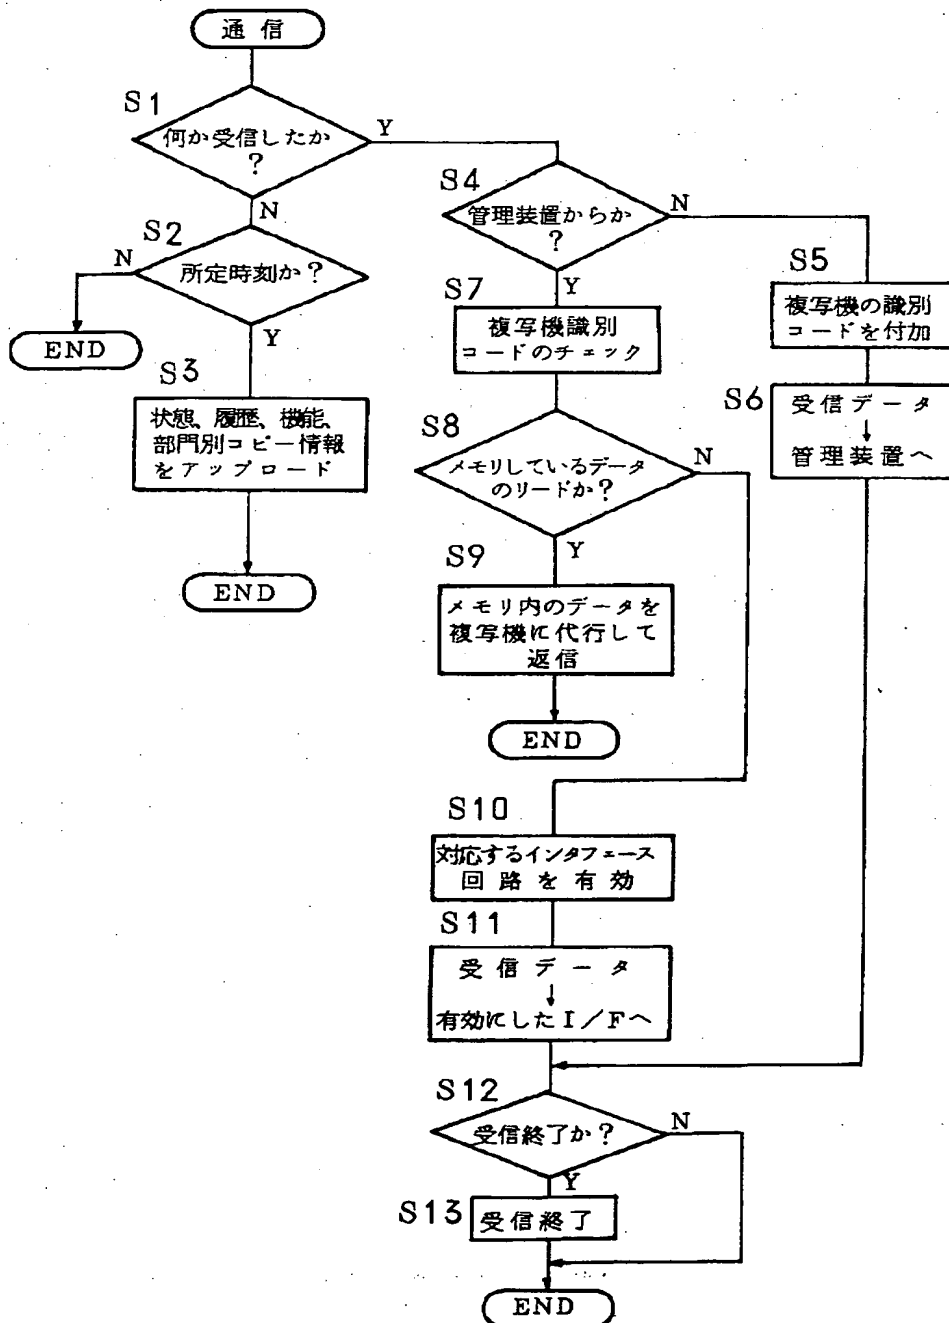 通信
S1
何か受信したか
?
Y
N
S2
所定時刻か?
N
Y
END
S3
状態、履歴、機能、
部門別コピー情報
をアップロード
END
S4
管理装置からか
?
N
Y
S5
複写機の識別
コードを付加
S6
受信データ
↓
管理装置へ
S7
複写機識別
コードのチェック
S8
メモリしているデータ
のリードか?
N
Y
S9
メモリ内のデータを
複写機に代行して
返信
END
S10
対応するインタフェース
回路を有効
S11
受信データ
↓
有効にしたI/Fへ
S12
受信終了か?
N
Y
S13
受信終了
END